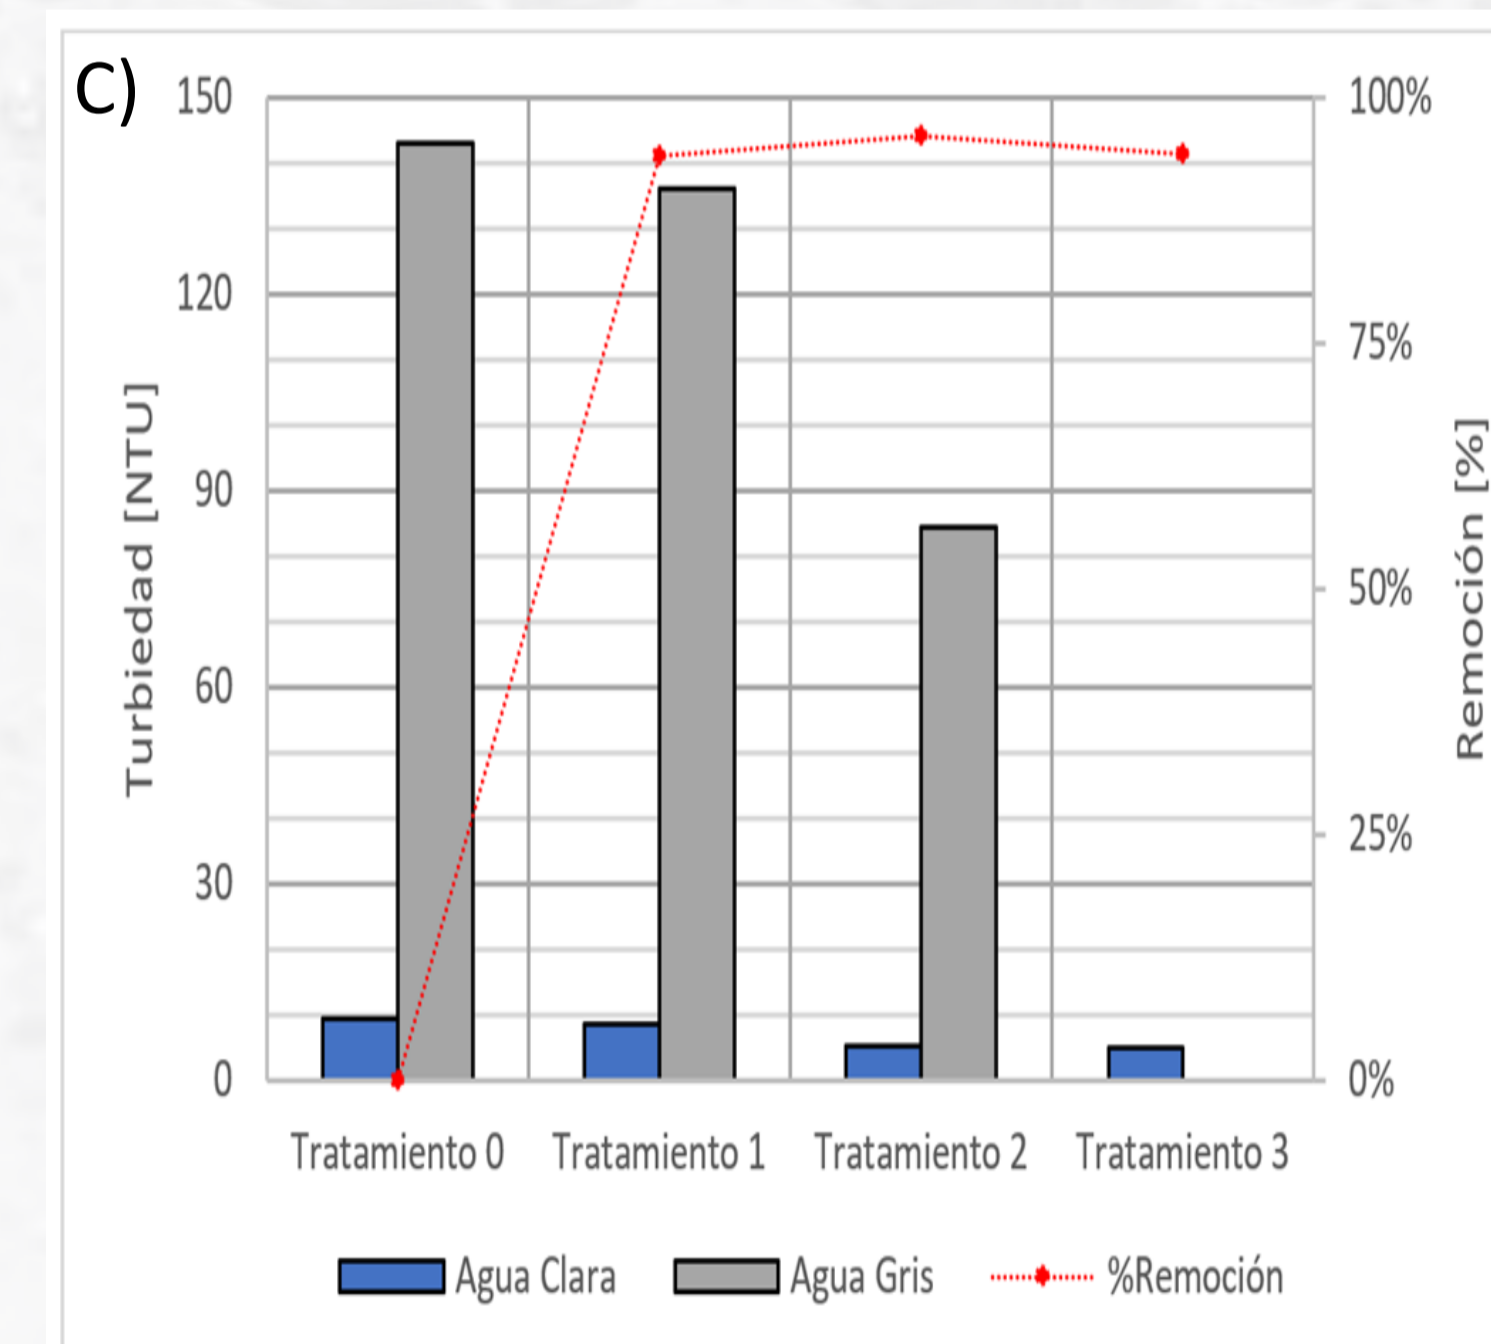 C)
150
120
90
60
30
0
Turbiedad [NTU]
100%
75%
50%
25%
0%
Remoción [%]
Tratamiento 0 Tratamiento 1 Tratamiento 2 Tratamiento 3
Agua Clara Agua Gris %Remoción